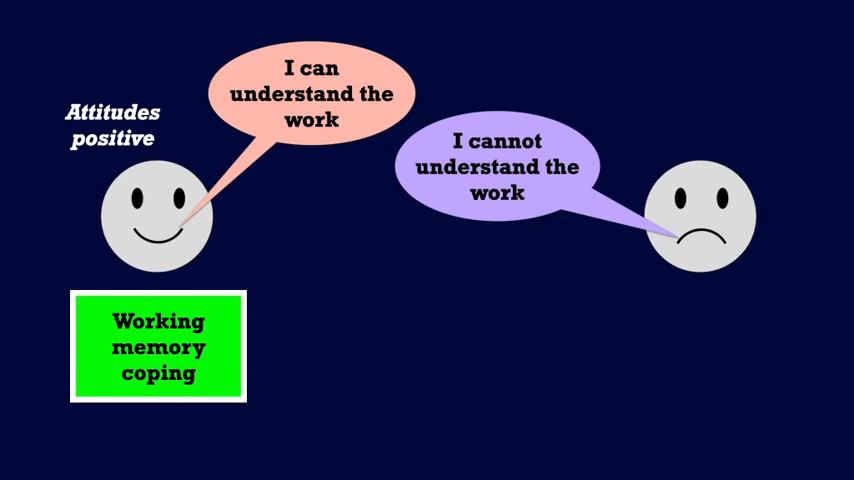 I can
understand the
work
Attitudes
positive
I cannot
understand the
work
Working
memory
coping